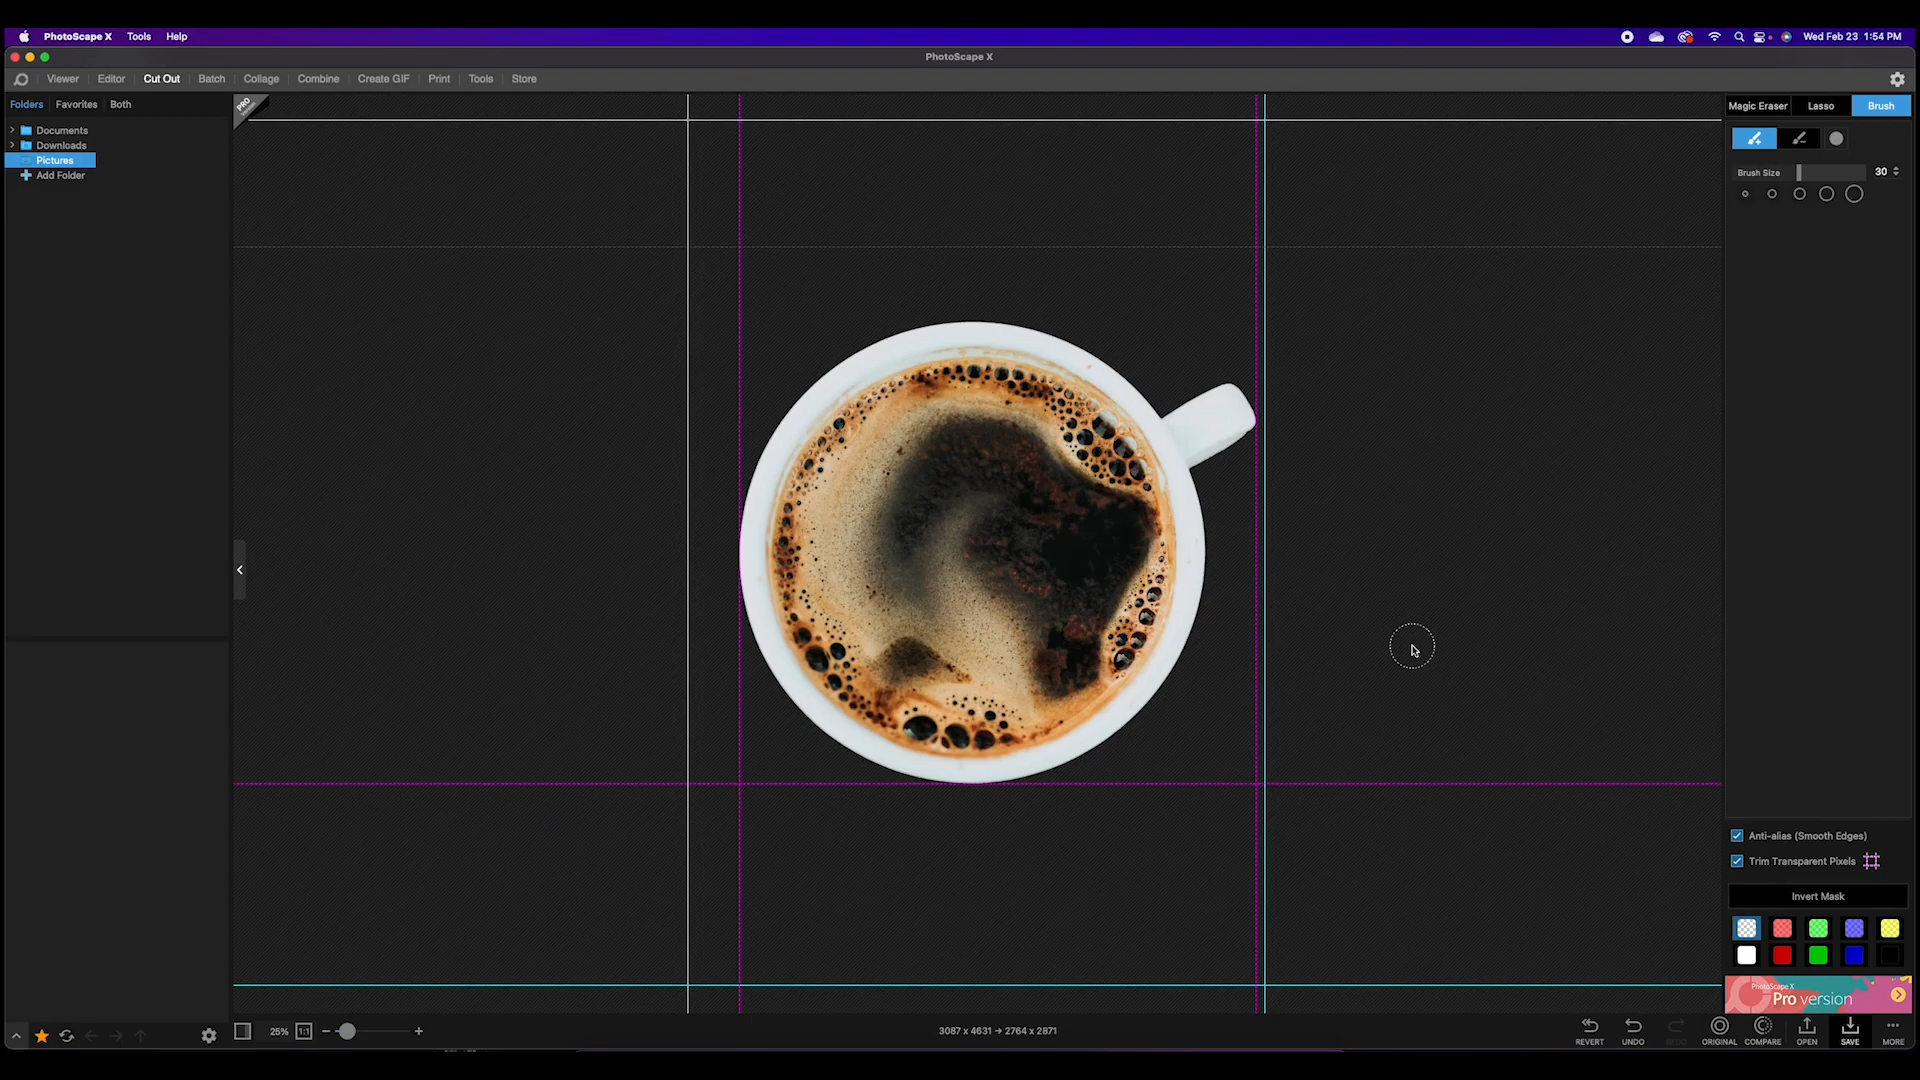 PhotoScape X Tools Help
Wed Feb 23 1:54 PM
PhotoScape X
Viewer Editor Cut Out Batch Collage Combine Create GIF Print Tools Store
Folders Favorites Both
PRO
Magic Eraser Lasso Brush
Documents
Downloads
Pictures
Add Folder
Brush Size 30
Anti-alias (Smooth Edges)
Trim Transparent Pixels
Invert Mask
PhotoScape X
Pro version
25% 1:1
3087 x 4631 → 2764 x 2871
REVERT UNDO REDO ORIGINAL COMPARE OPEN SAVE MORE